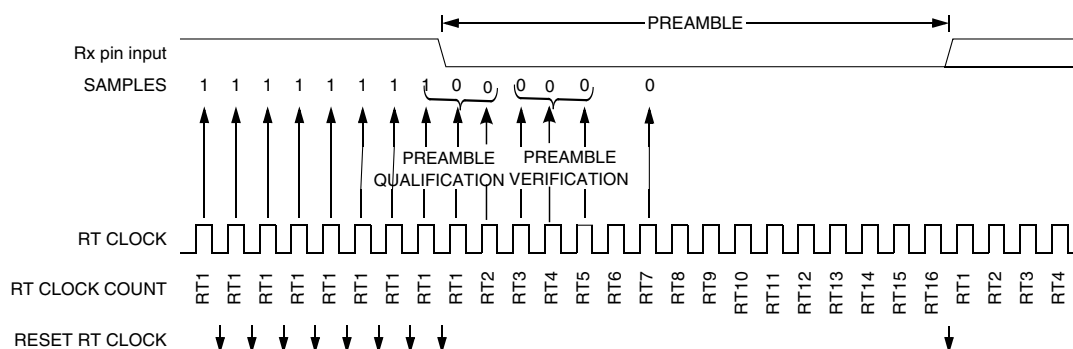 PREAMBLE
Rx pin input
SAMPLES 1 1 1 1 1 1 1 1 0 0 0 0 0 0
PREAMBLE QUALIFICATION
PREAMBLE VERIFICATION
RT CLOCK
RT CLOCK COUNT RT1 RT1 RT1 RT1 RT1 RT1 RT1 RT1 RT1 RT2 RT3 RT4 RT5 RT6 RT7 RT8 RT9 RT10 RT11 RT12 RT13 RT14 RT15 RT16 RT1 RT2 RT3 RT4
RESET RT CLOCK